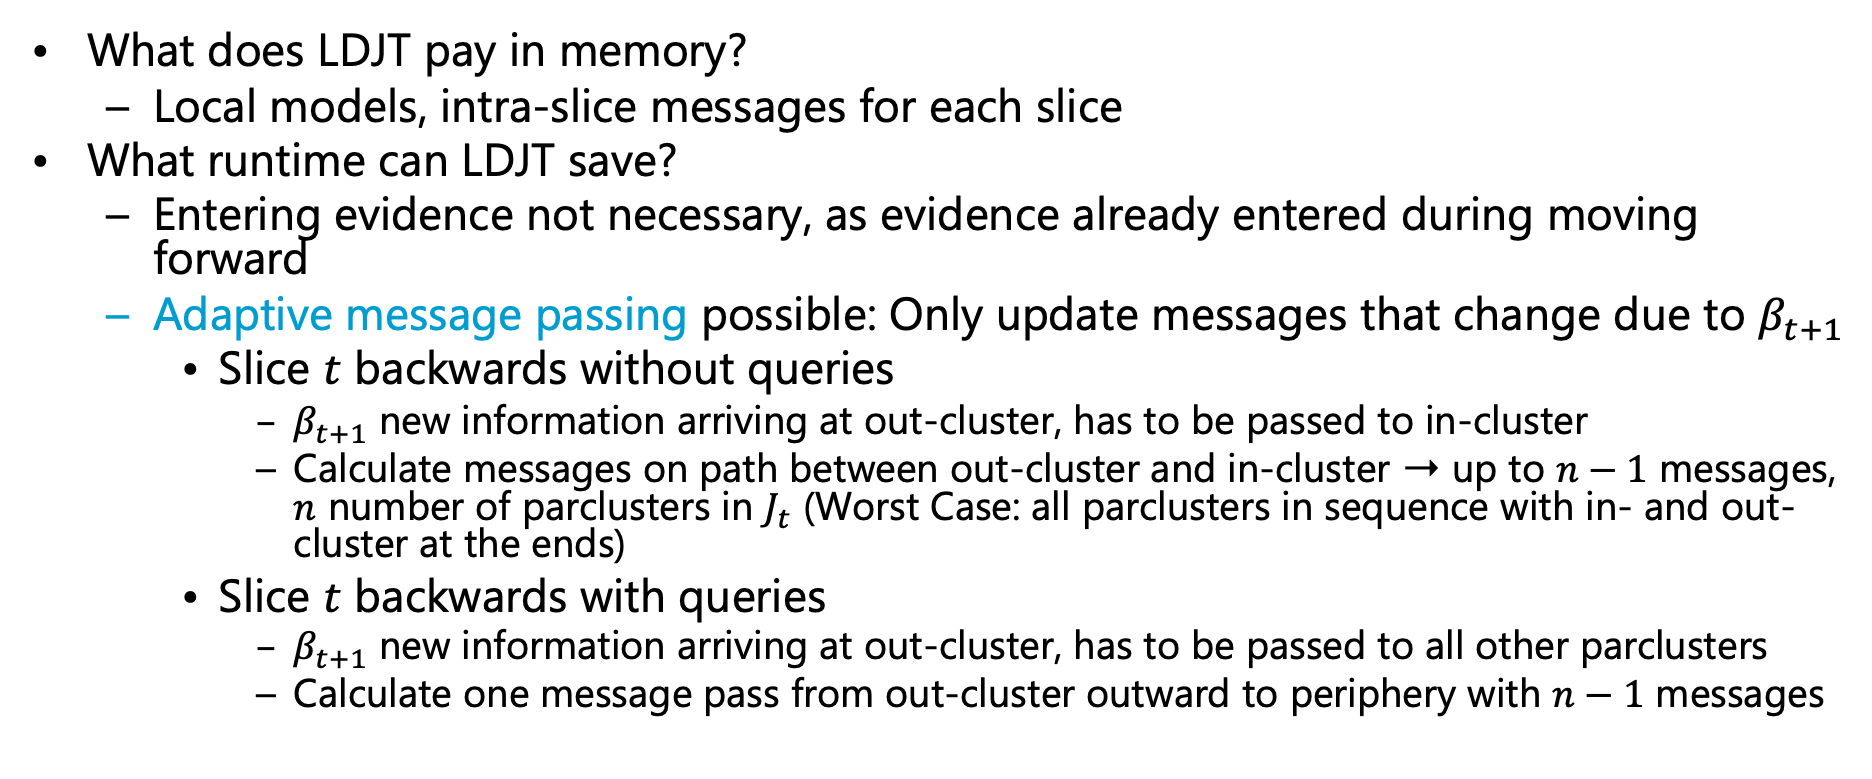 • What does LDJT pay in memory?
– Local models, intra-slice messages for each slice
• What runtime can LDJT save?
– Entering evidence not necessary, as evidence already entered during moving
forward
– Adaptive message passing possible: Only update messages that change due to βₜ₊₁
• Slice 𝑡 backwards without queries
– βₜ₊₁ new information arriving at out-cluster, has to be passed to in-cluster
– Calculate messages on path between out-cluster and in-cluster → up to 𝑛 − 1 messages,
𝑛 number of parclusters in 𝐽ₜ (Worst Case: all parclusters in sequence with in- and out-
cluster at the ends)
• Slice 𝑡 backwards with queries
– βₜ₊₁ new information arriving at out-cluster, has to be passed to all other parclusters
– Calculate one message pass from out-cluster outward to periphery with 𝑛 − 1 messages